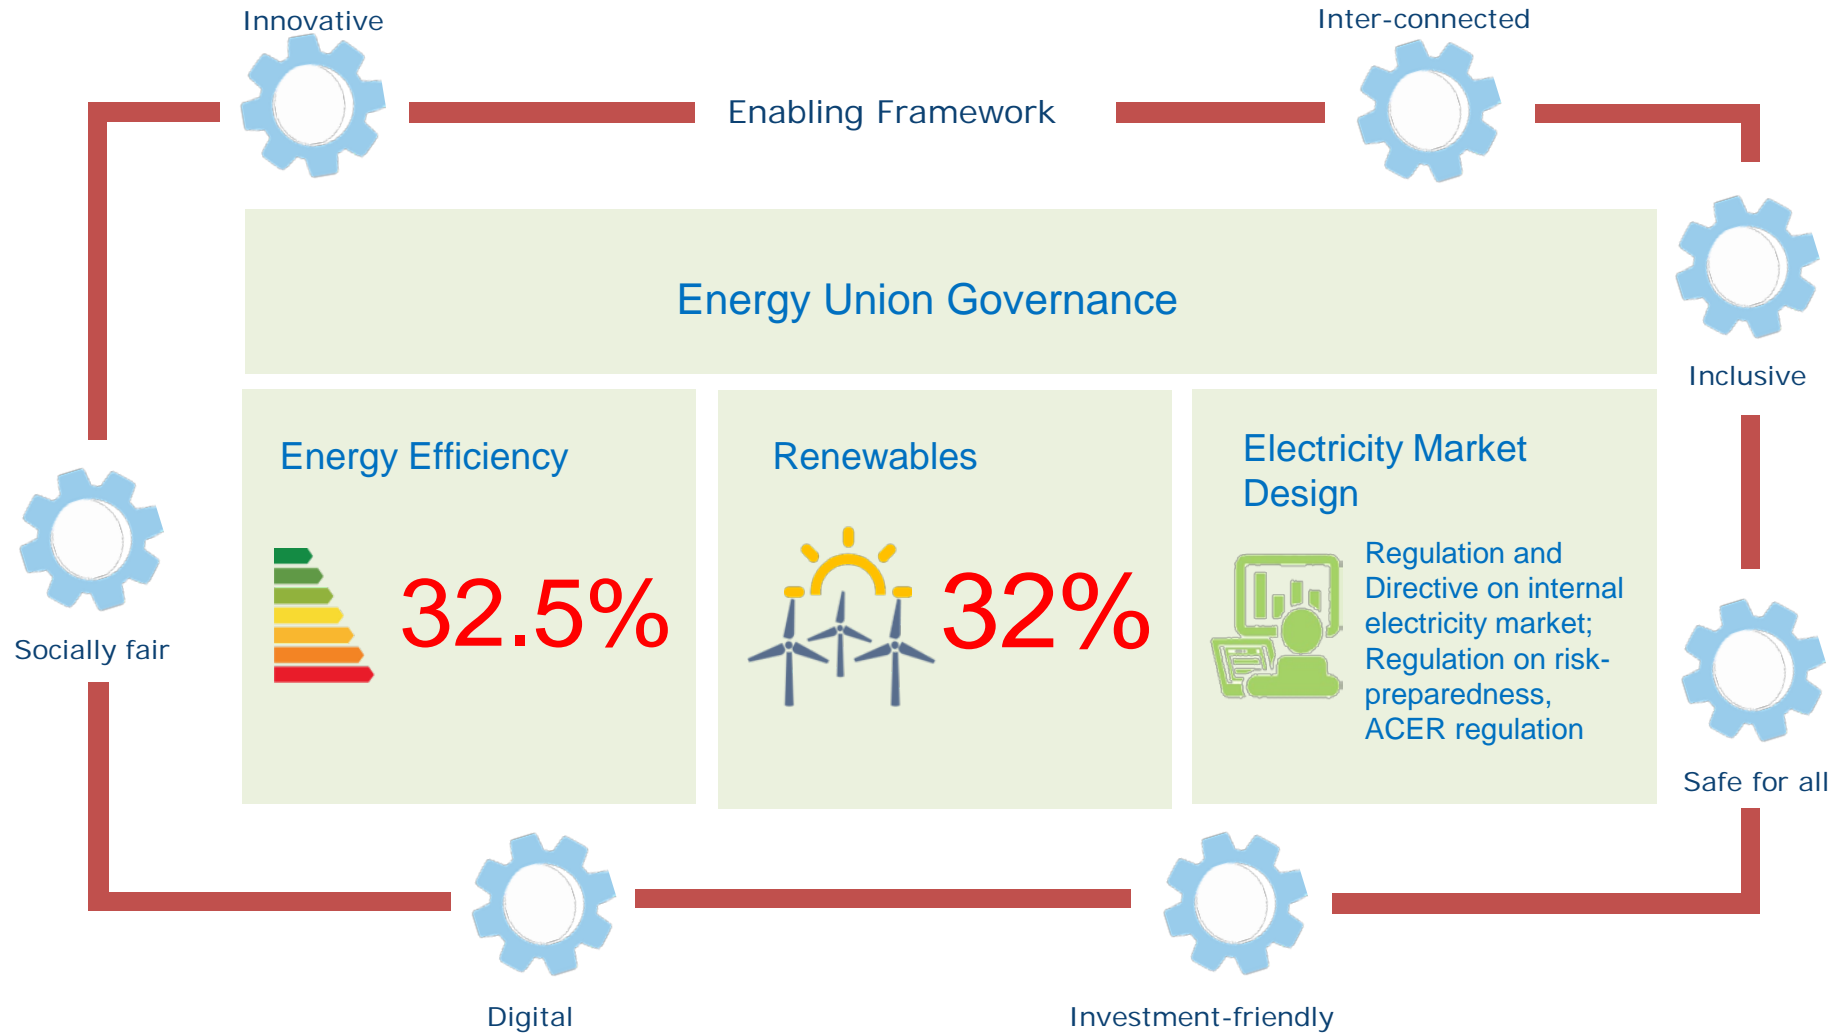 Innovative
Inter-connected
Enabling Framework
Energy Union Governance
Inclusive
Energy Efficiency
32.5%
Renewables
32%
Electricity Market
Design
Regulation and
Directive on internal
electricity market;
Regulation on risk-
preparedness,
ACER regulation
Socially fair
Safe for all
Digital
Investment-friendly